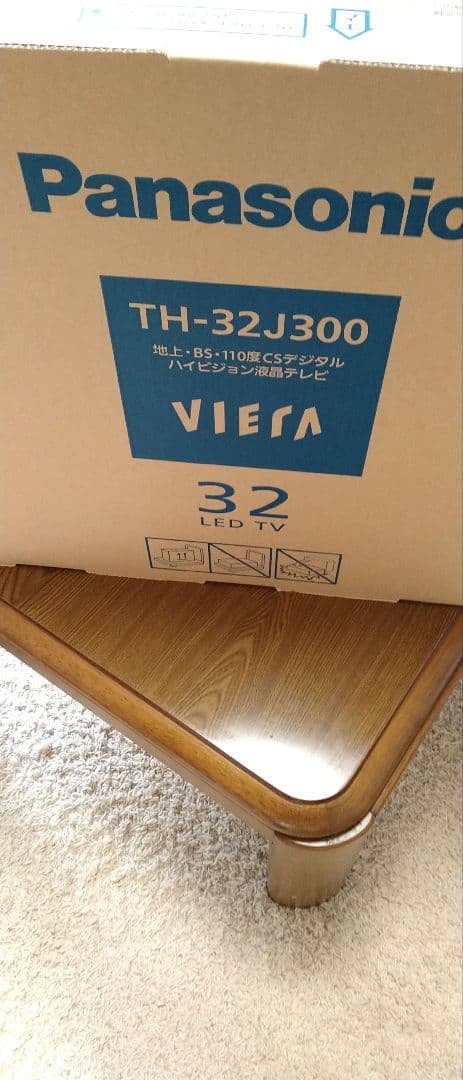 Panasonic
TH-32J300
地上・BS・110度CSデジタル
ハイビジョン液晶テレビ
VIErA
32
LED TV